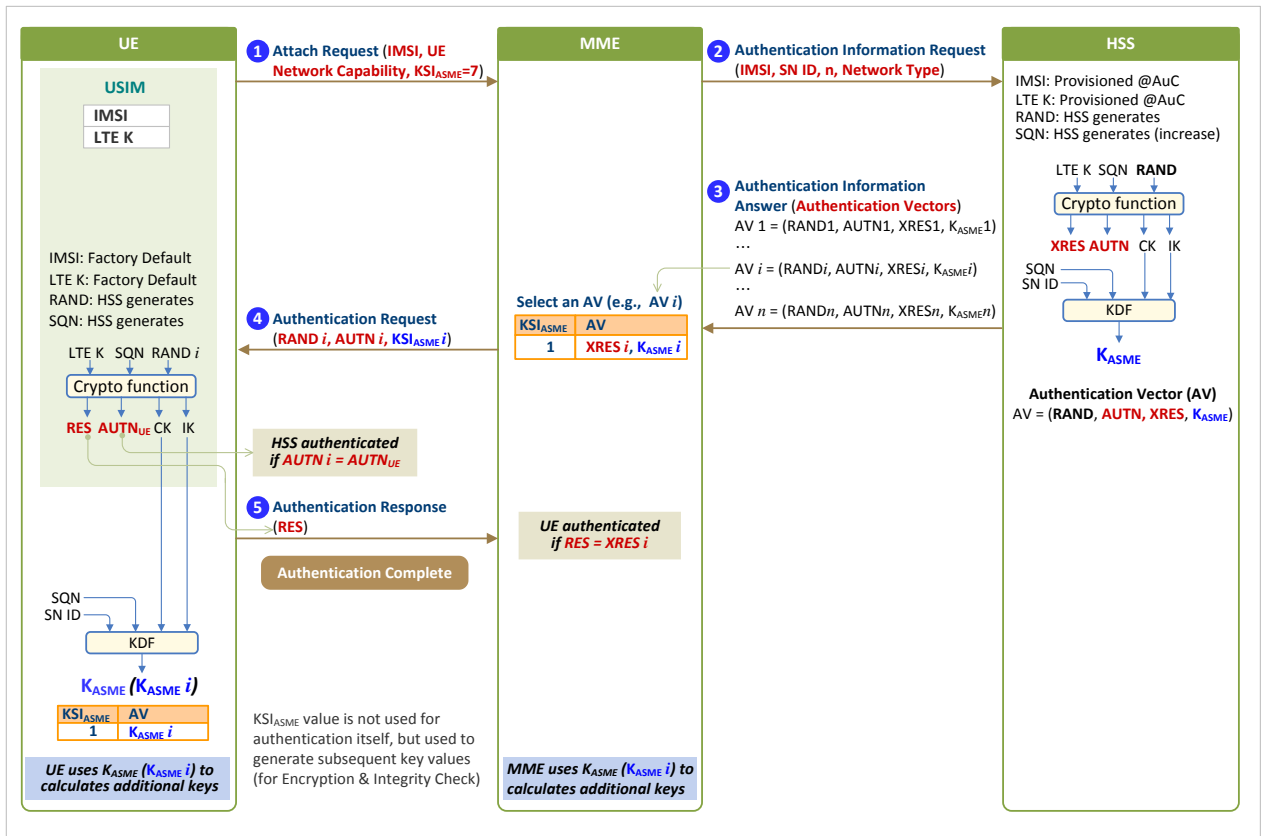 UE
MME
HSS
USIM
IMSI
LTE K
IMSI: Factory Default
LTE K: Factory Default
RAND: HSS generates
SQN: HSS generates
LTE K SQN RAND i
Crypto function
RES AUTNUE CK IK
SQN
SN ID
KDF
KASME (KASME i)
KSIASME AV
1 KASME i
UE uses KASME (KASME i) to
calculates additional keys
1 Attach Request (IMSI, UE
Network Capability, KSIASME=7)
2 Authentication Information Request
(IMSI, SN ID, n, Network Type)
3 Authentication Information
Answer (Authentication Vectors)
AV 1 = (RAND1, AUTN1, XRES1, KASME1)
...
AV i = (RANDi, AUTNi, XRESi, KASMEi)
...
AV n = (RANDn, AUTNn, XRESn, KASMEn)
Select an AV (e.g., AV i)
KSIASME AV
1 XRES i, KASME i
4 Authentication Request
(RAND i, AUTN i, KSIASME i)
HSS authenticated
if AUTN i = AUTNUE
5 Authentication Response
(RES)
UE authenticated
if RES = XRES i
Authentication Complete
KSIASME value is not used for
authentication itself, but used to
generate subsequent key values
(for Encryption & Integrity Check)
MME uses KASME (KASME i) to
calculates additional keys
IMSI: Provisioned @AuC
LTE K: Provisioned @AuC
RAND: HSS generates
SQN: HSS generates (increase)
LTE K SQN RAND
Crypto function
XRES AUTN CK IK
SQN
SN ID
KDF
KASME
Authentication Vector (AV)
AV = (RAND, AUTN, XRES, KASME)